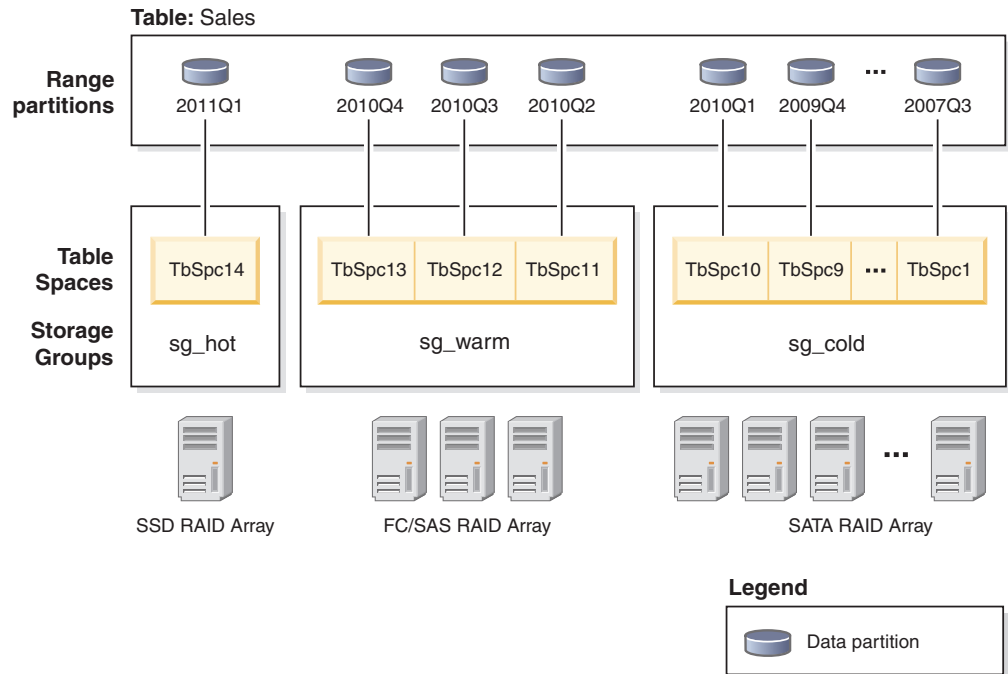 Table: Sales
Range
partitions
2011Q1
2010Q4
2010Q3
2010Q2
2010Q1
2009Q4
...
2007Q3
Table
Spaces
TbSpc14
TbSpc13
TbSpc12
TbSpc11
TbSpc10
TbSpc9
...
TbSpc1
Storage
Groups
sg_hot
sg_warm
sg_cold
...
SSD RAID Array
FC/SAS RAID Array
SATA RAID Array
Legend
Data partition